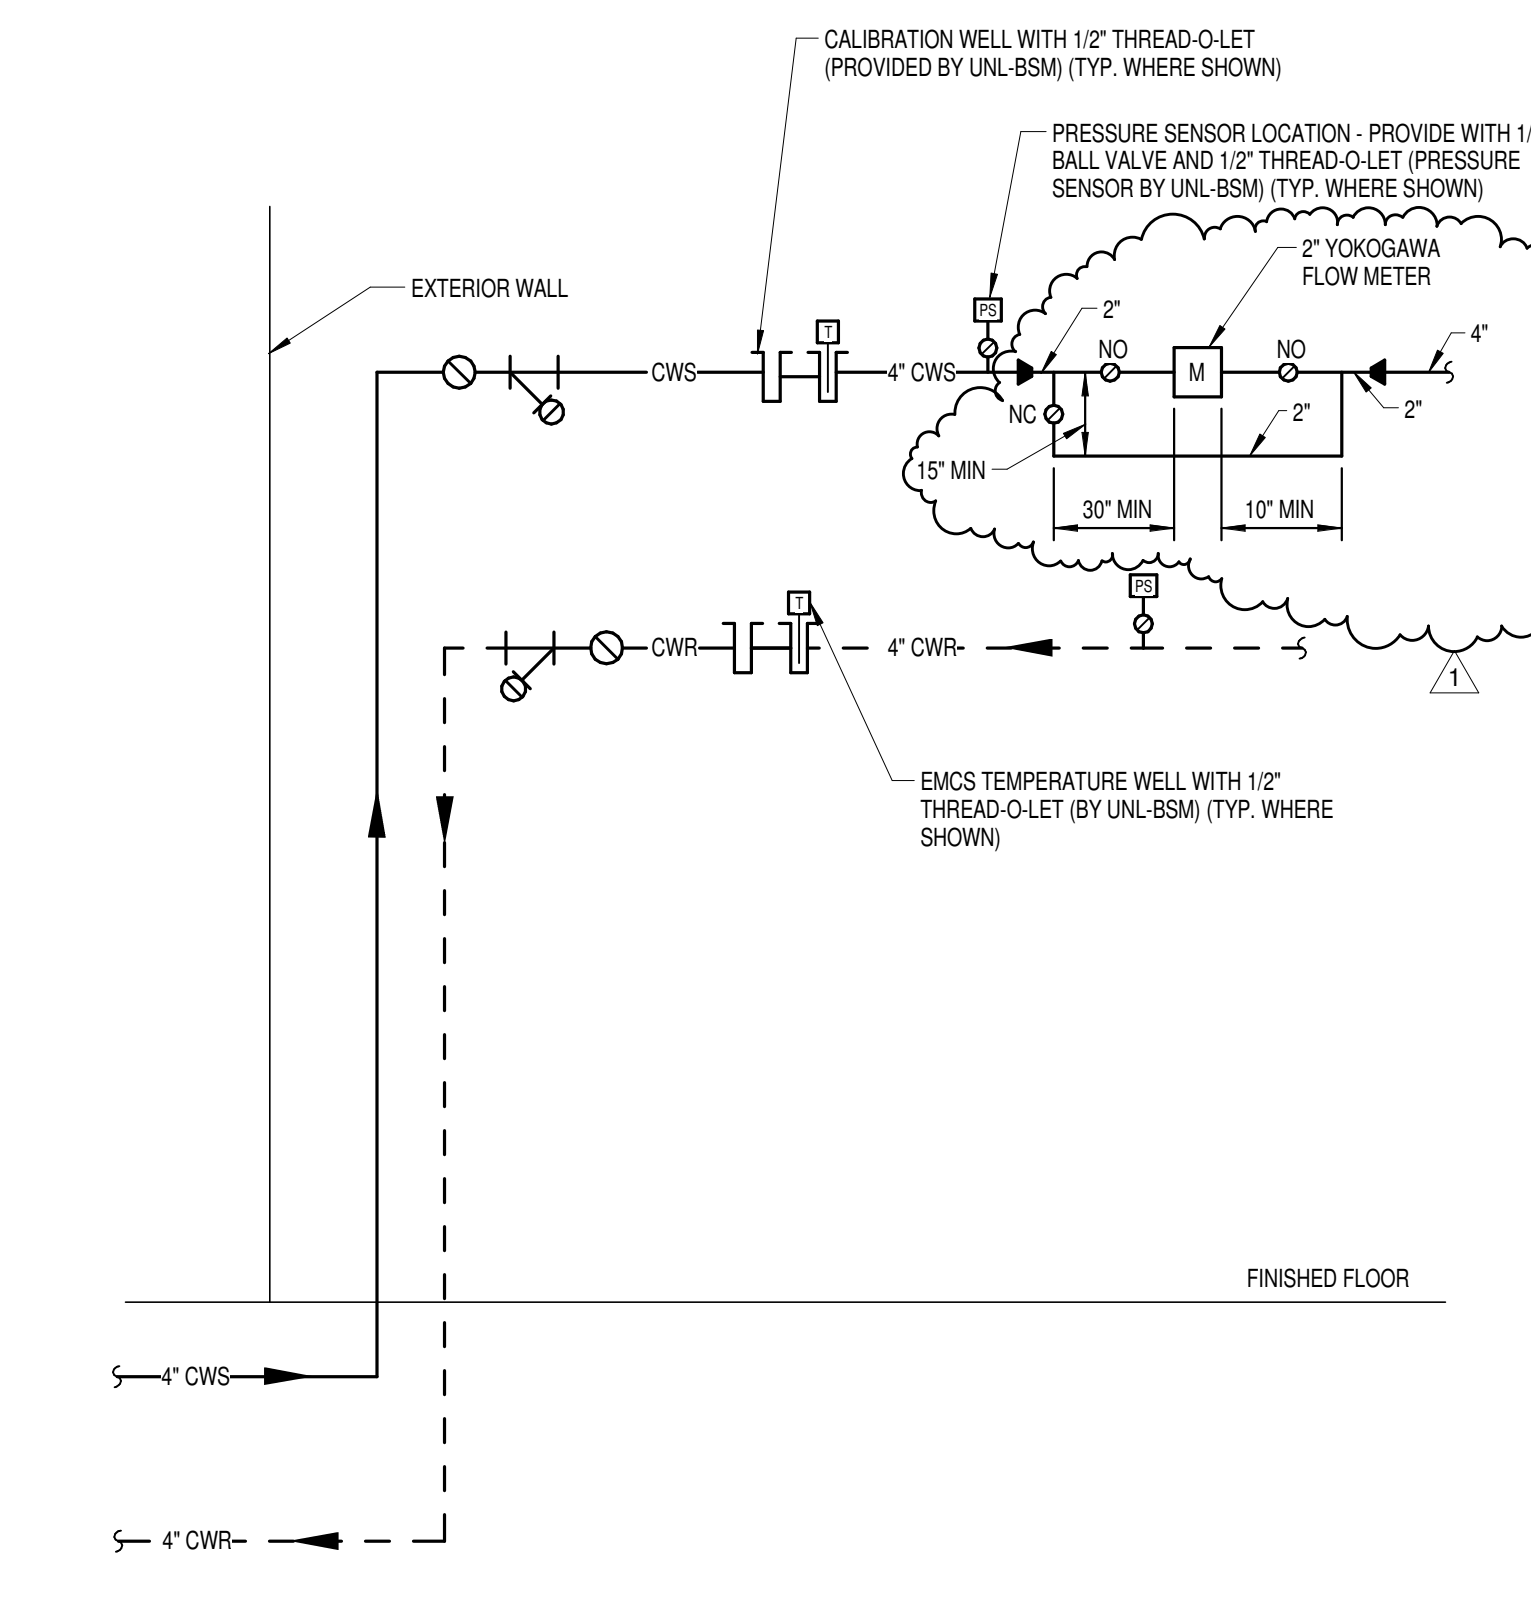 CALIBRATION WELL WITH 1/2" THREAD-O-LET
(PROVIDED BY UNL-BSM) (TYP. WHERE SHOWN)
PRESSURE SENSOR LOCATION - PROVIDE WITH 1/
BALL VALVE AND 1/2" THREAD-O-LET (PRESSURE
SENSOR BY UNL-BSM) (TYP. WHERE SHOWN)
2" YOKOGAWA
FLOW METER
EXTERIOR WALL
PS
2"
T
NO
NO
4"
CWS
4" CWS
M
NC
2"
2"
15" MIN
30" MIN
10" MIN
PS
T
CWR
4" CWR
1
EMCS TEMPERATURE WELL WITH 1/2"
THREAD-O-LET (BY UNL-BSM) (TYP. WHERE
SHOWN)
FINISHED FLOOR
4" CWS
4" CWR